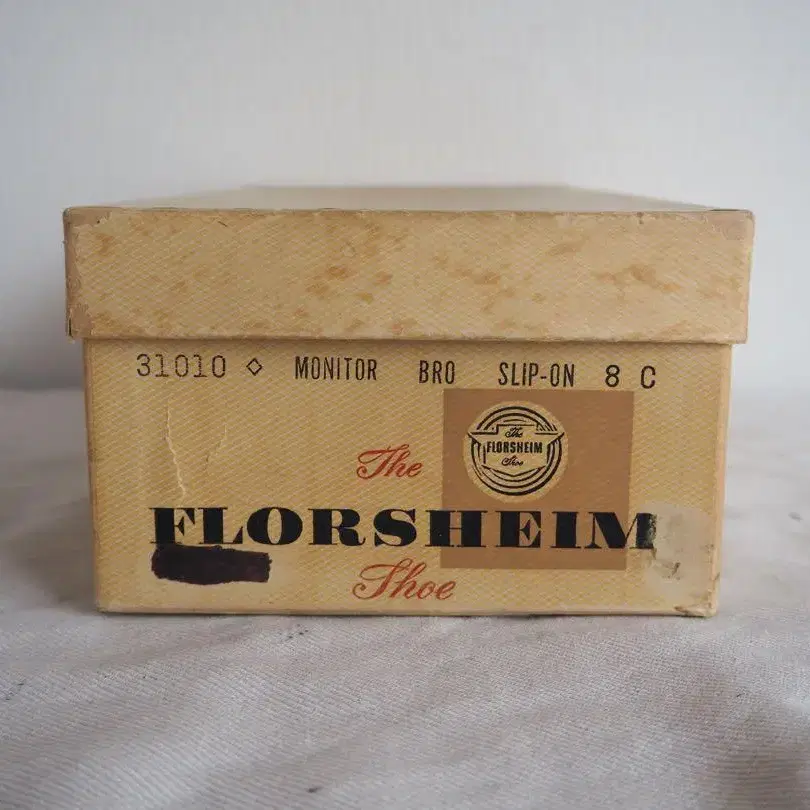 31010 ◇ MONITOR BRO SLIP-ON 8 C
The
FLORSHEIM
Shoe
The
FLORSHEIM
Shoe